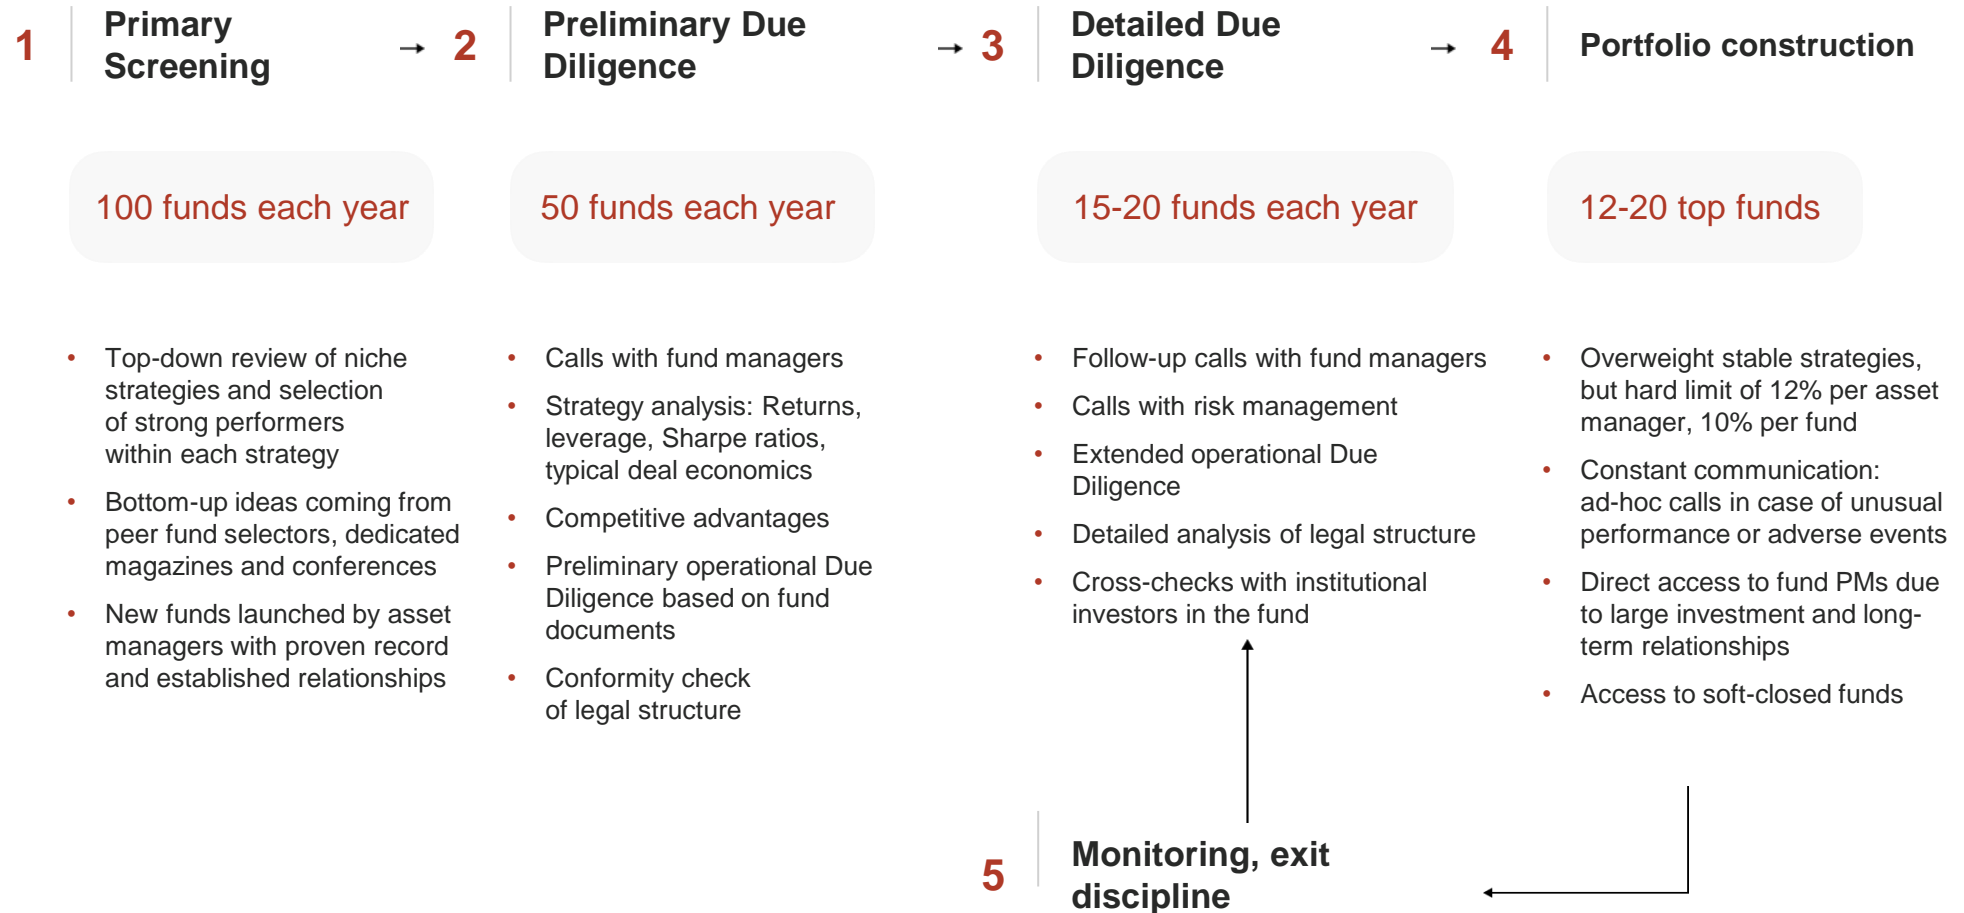 1
Primary
Screening
→
2
Preliminary Due
Diligence
→
3
Detailed Due
Diligence
→
4
Portfolio construction
100 funds each year
50 funds each year
15-20 funds each year
12-20 top funds
• Top-down review of niche
strategies and selection
of strong performers
within each strategy
• Bottom-up ideas coming from
peer fund selectors, dedicated
magazines and conferences
• New funds launched by asset
managers with proven record
and established relationships
• Calls with fund managers
• Strategy analysis: Returns,
leverage, Sharpe ratios,
typical deal economics
• Competitive advantages
• Preliminary operational Due
Diligence based on fund
documents
• Conformity check
of legal structure
• Follow-up calls with fund managers
• Calls with risk management
• Extended operational Due
Diligence
• Detailed analysis of legal structure
• Cross-checks with institutional
investors in the fund
• Overweight stable strategies,
but hard limit of 12% per asset
manager, 10% per fund
• Constant communication:
ad-hoc calls in case of unusual
performance or adverse events
• Direct access to fund PMs due
to large investment and long-
term relationships
• Access to soft-closed funds
5
Monitoring, exit
discipline